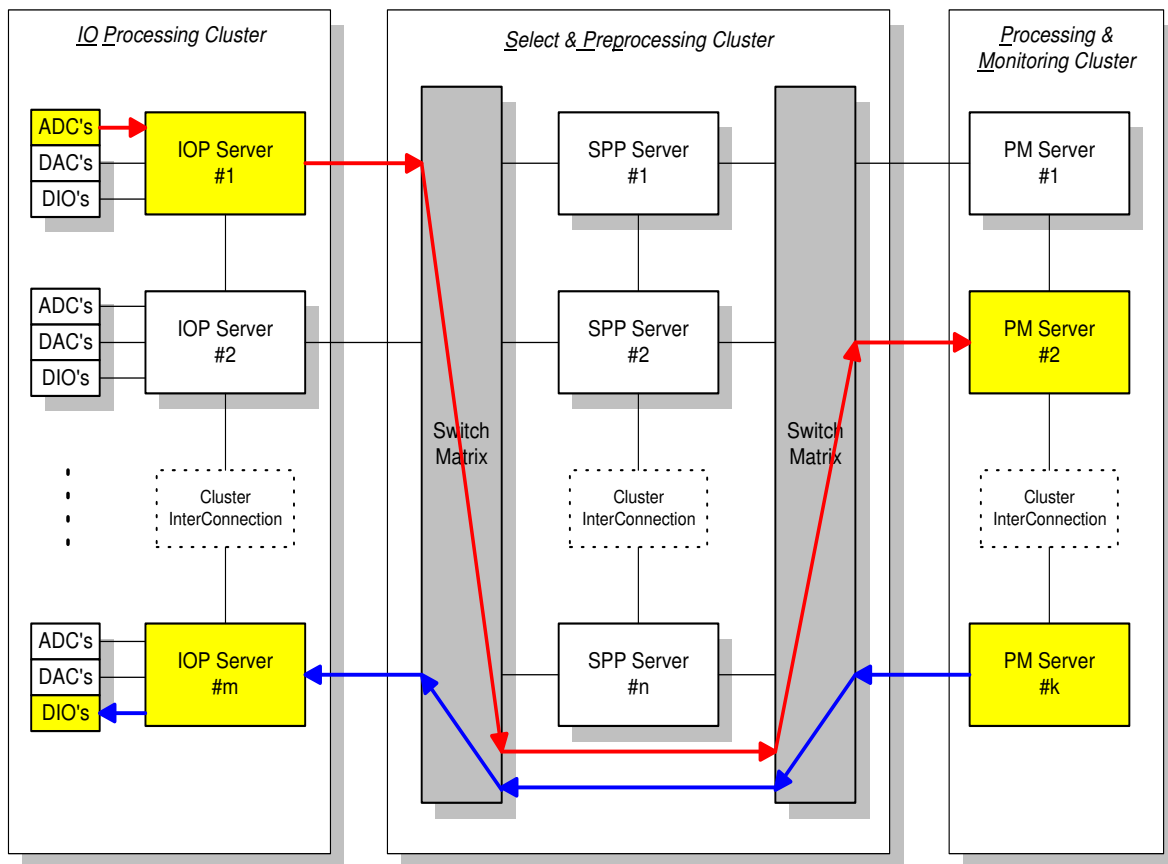 IO Processing Cluster
Select & Preprocessing Cluster
Processing &
Monitoring Cluster
ADC's
DAC's
DIO's
IOP Server
#1
SPP Server
#1
PM Server
#1
ADC's
DAC's
DIO's
IOP Server
#2
SPP Server
#2
PM Server
#2
Switch
Matrix
Switch
Matrix
Cluster
InterConnection
Cluster
InterConnection
Cluster
InterConnection
ADC's
DAC's
DIO's
IOP Server
#m
SPP Server
#n
PM Server
#k